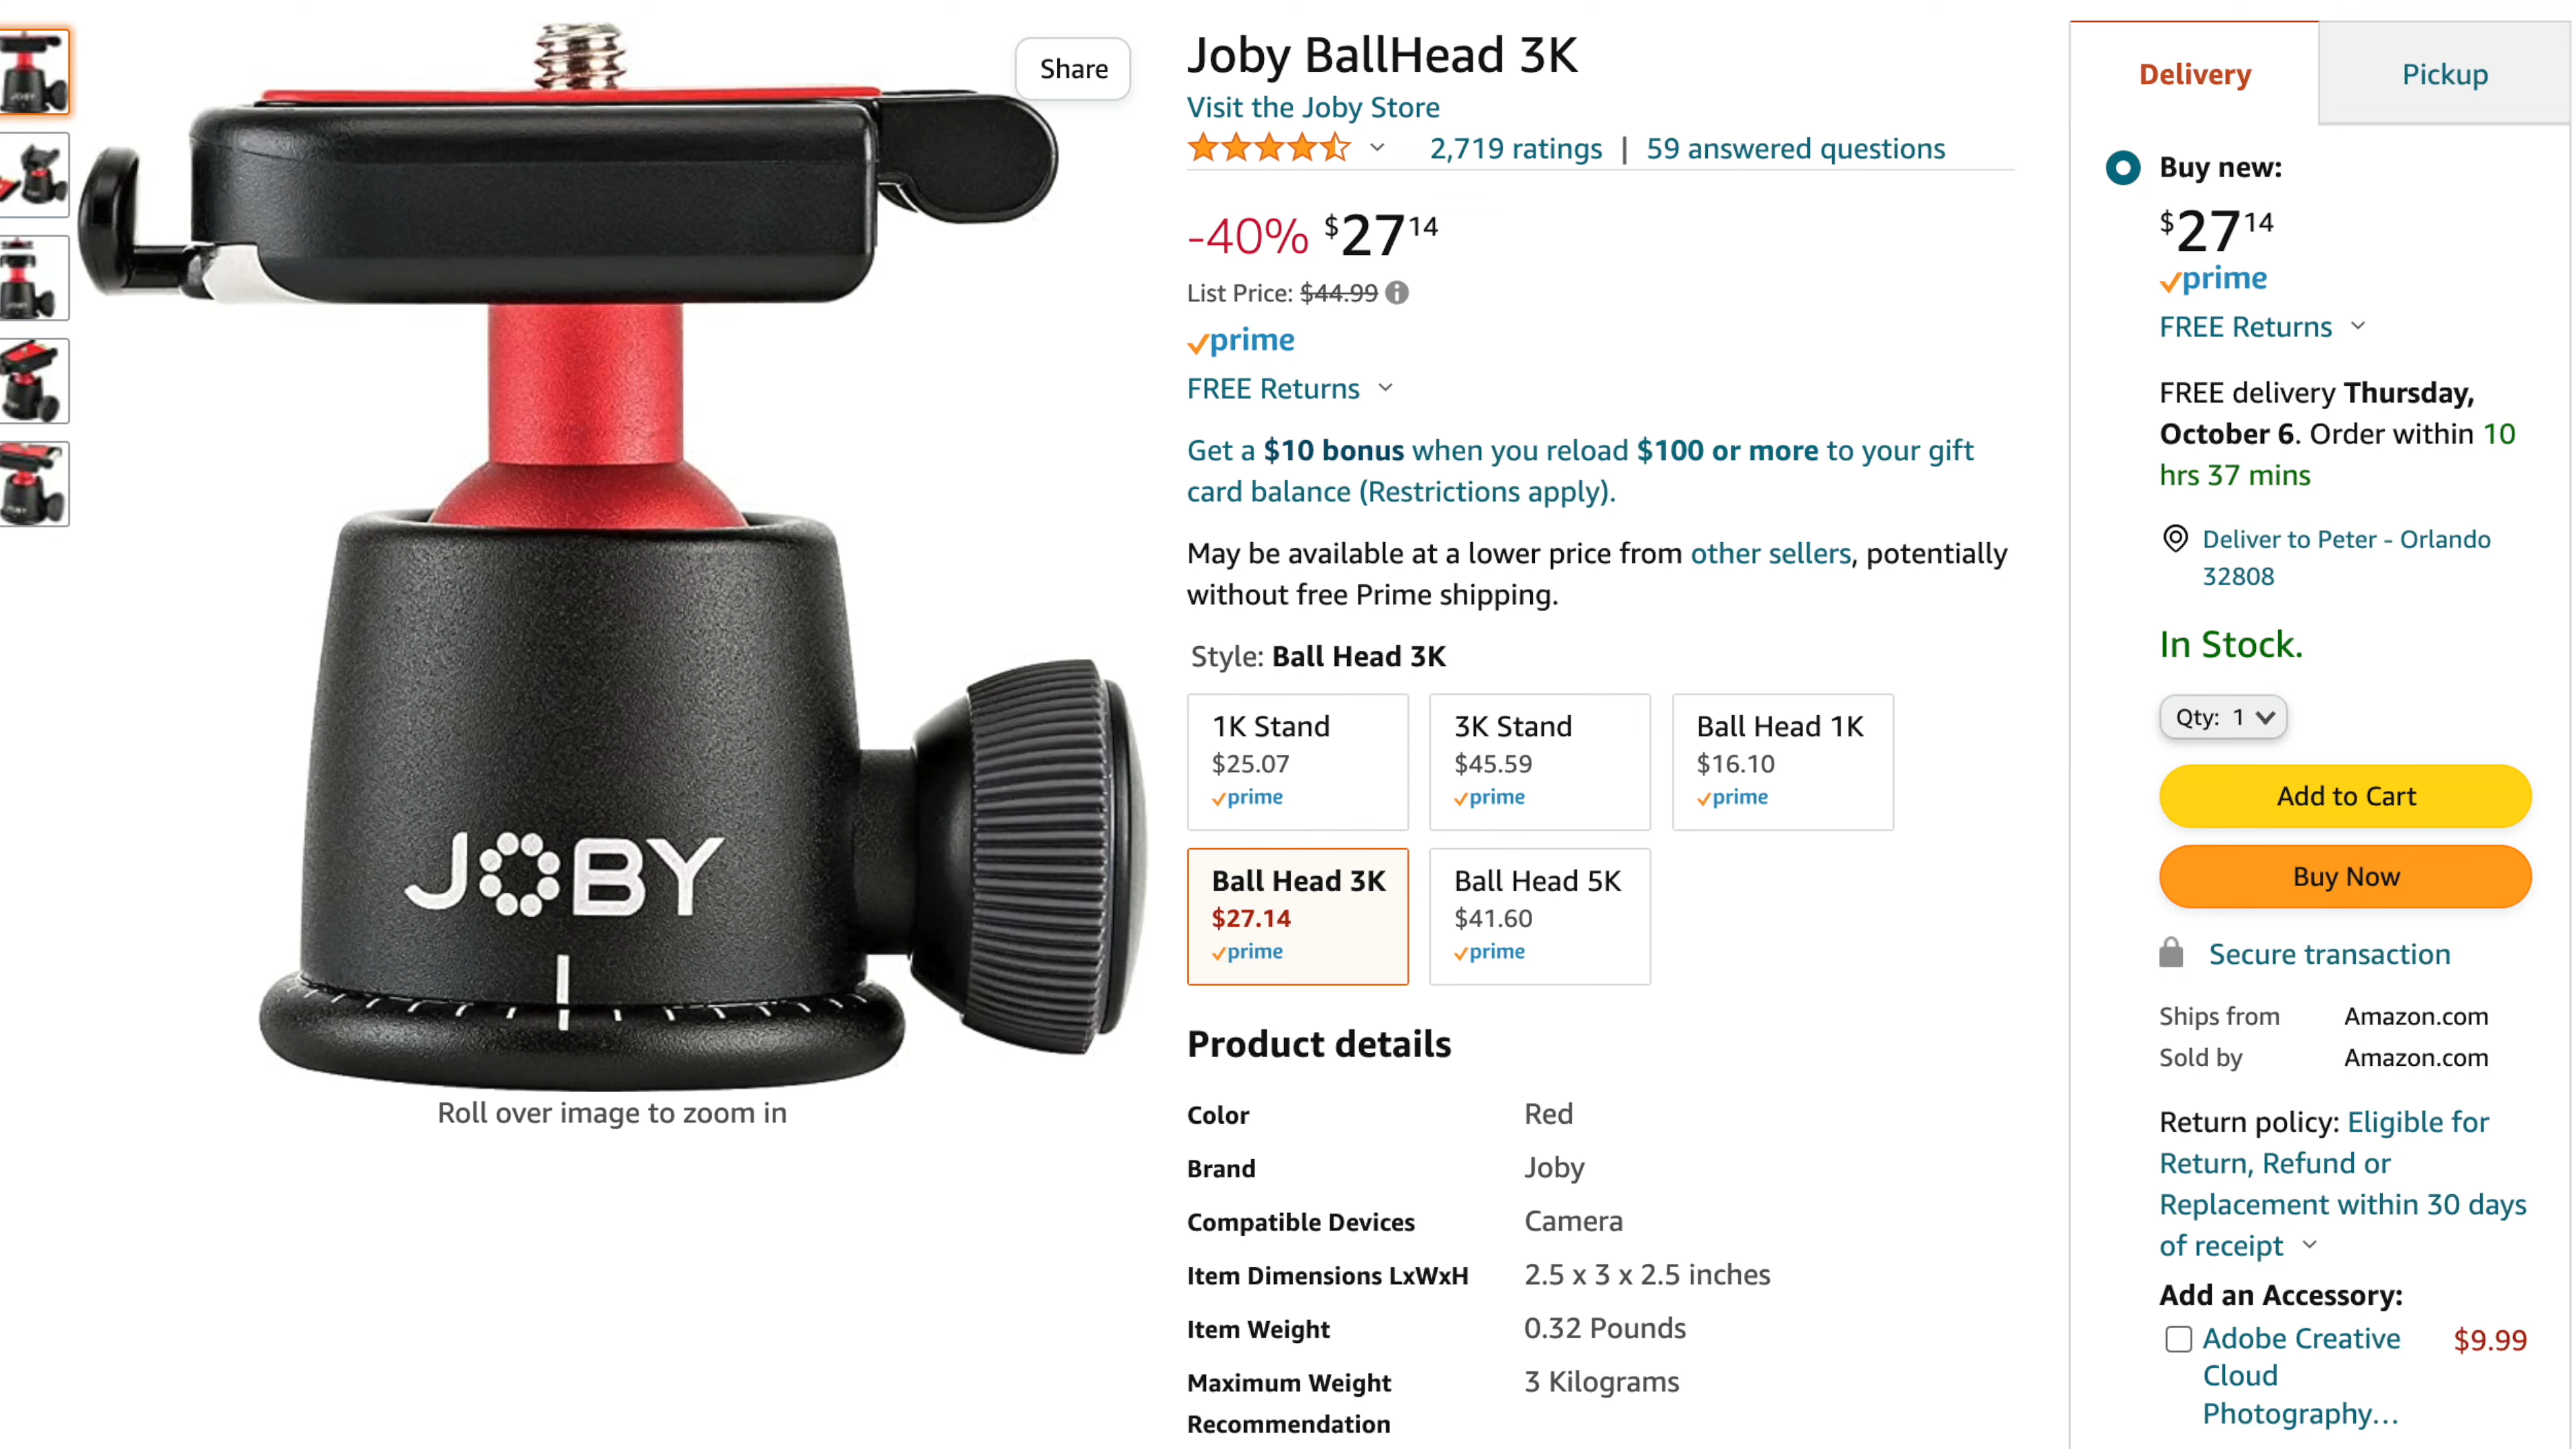 Share
JOBY
Roll over image to zoom in
Joby BallHead 3K
Visit the Joby Store
2,719 ratings | 59 answered questions
-40% $27 14
List Price: $44.99
prime
FREE Returns
Get a $10 bonus when you reload $100 or more to your gift
card balance (Restrictions apply).
May be available at a lower price from other sellers, potentially
without free Prime shipping.
Style: Ball Head 3K
1K Stand
$25.07
prime
3K Stand
$45.59
prime
Ball Head 1K
$16.10
prime
Ball Head 3K
$27.14
prime
Ball Head 5K
$41.60
prime
Product details
Color Red
Brand Joby
Compatible Devices Camera
Item Dimensions LxWxH 2.5 x 3 x 2.5 inches
Item Weight 0.32 Pounds
Maximum Weight 3 Kilograms
Recommendation
Delivery
Pickup
Buy new:
$27 14
prime
FREE Returns
FREE delivery Thursday,
October 6. Order within 10
hrs 37 mins
Deliver to Peter - Orlando
32808
In Stock.
Qty: 1
Add to Cart
Buy Now
Secure transaction
Ships from Amazon.com
Sold by Amazon.com
Return policy: Eligible for
Return, Refund or
Replacement within 30 days
of receipt
Add an Accessory:
Adobe Creative $9.99
Cloud
Photography...